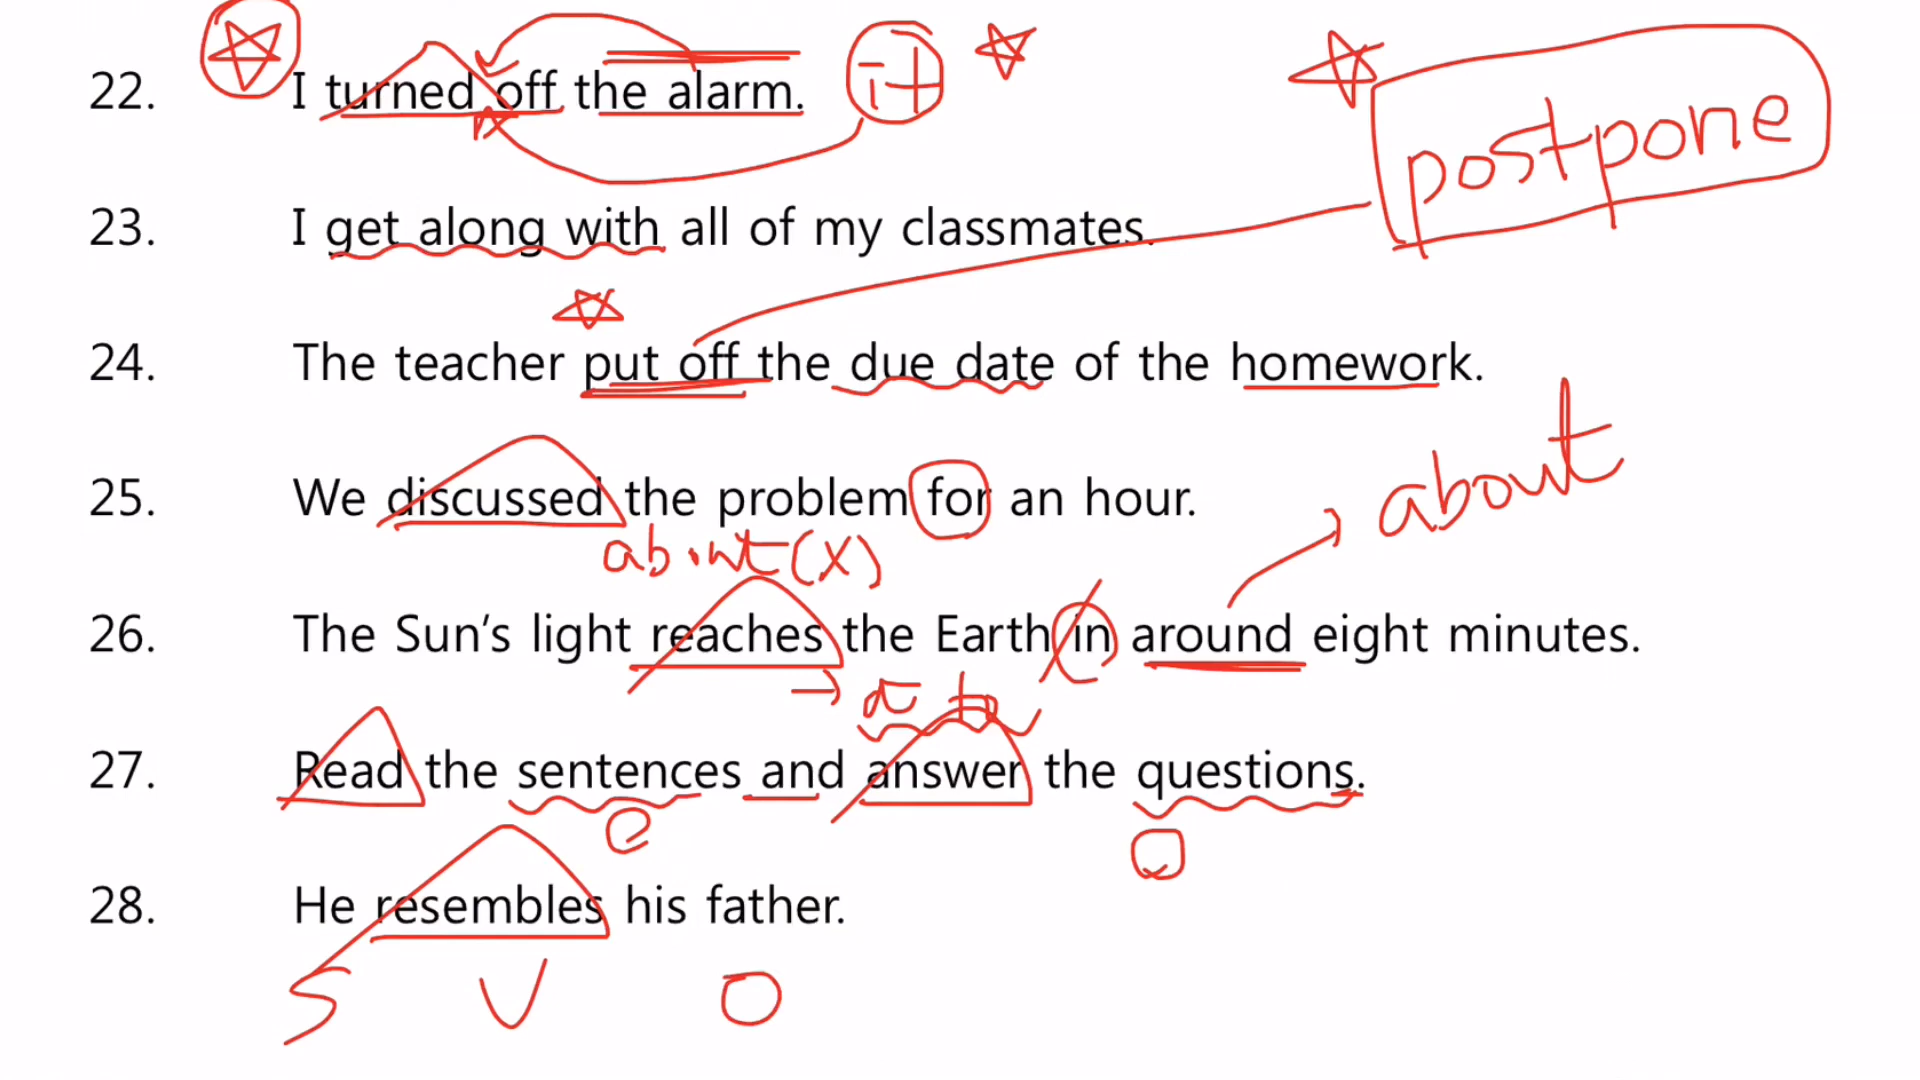 22. I turned off the alarm. it
postpone
23. I get along with all of my classmates.
24. The teacher put off the due date of the homework.
about
25. We discussed the problem for an hour.
about (X)
26. The Sun's light reaches the Earth in around eight minutes.
27. Read the sentences and answer the questions.
28. He resembles his father.
S V O